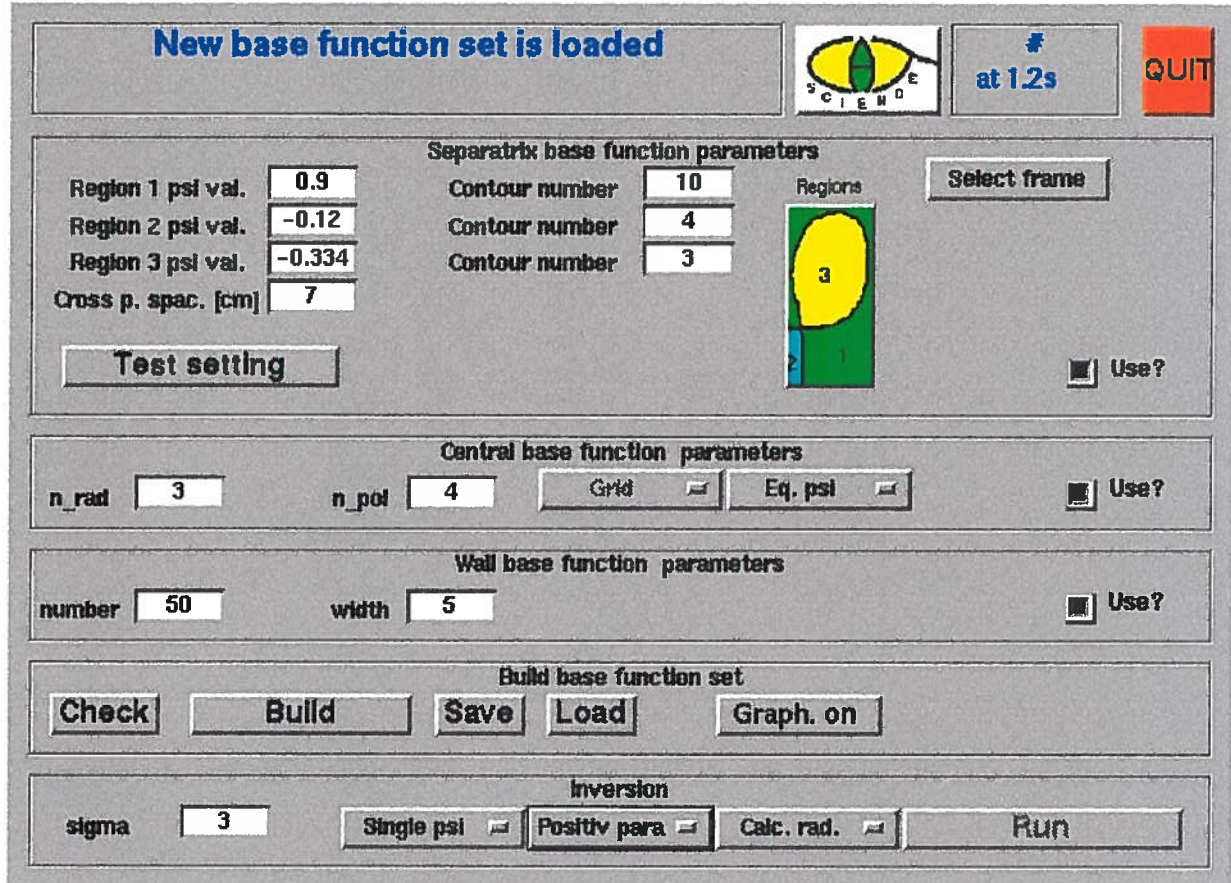 New base function set is loaded
SCIENCE
#
at 1.2s
QUIT
Separatrix base function parameters
Region 1 psi val. 0.9 Contour number 10 Regions Select frame
Region 2 psi val. -0.12 Contour number 4
Region 3 psi val. -0.334 Contour number 3
3
Cross p. spac. [cm] 7
2 1
Test setting
Use?
Central base function parameters
n_rad 3 n_pol 4 Grid Eq. psi Use?
Wall base function parameters
number 50 width 5 Use?
Build base function set
Check Build Save Load Graph. on
Inversion
sigma 3 Single psi Positiv para Calc. rad. Run